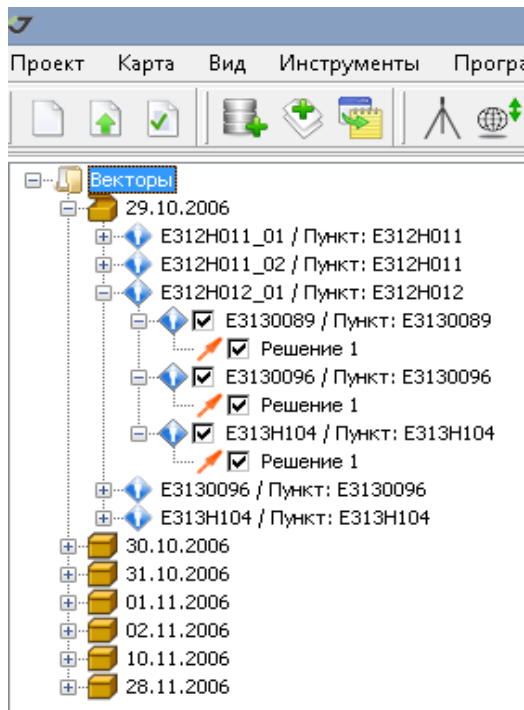 Проект Карта Вид Инструменты
Векторы
29.10.2006
E312H011_01 / Пункт: E312H011
E312H011_02 / Пункт: E312H011
E312H012_01 / Пункт: E312H012
E3130089 / Пункт: E3130089
Решение 1
E3130096 / Пункт: E3130096
Решение 1
E313H104 / Пункт: E313H104
Решение 1
E3130096 / Пункт: E3130096
E313H104 / Пункт: E313H104
30.10.2006
31.10.2006
01.11.2006
02.11.2006
10.11.2006
28.11.2006